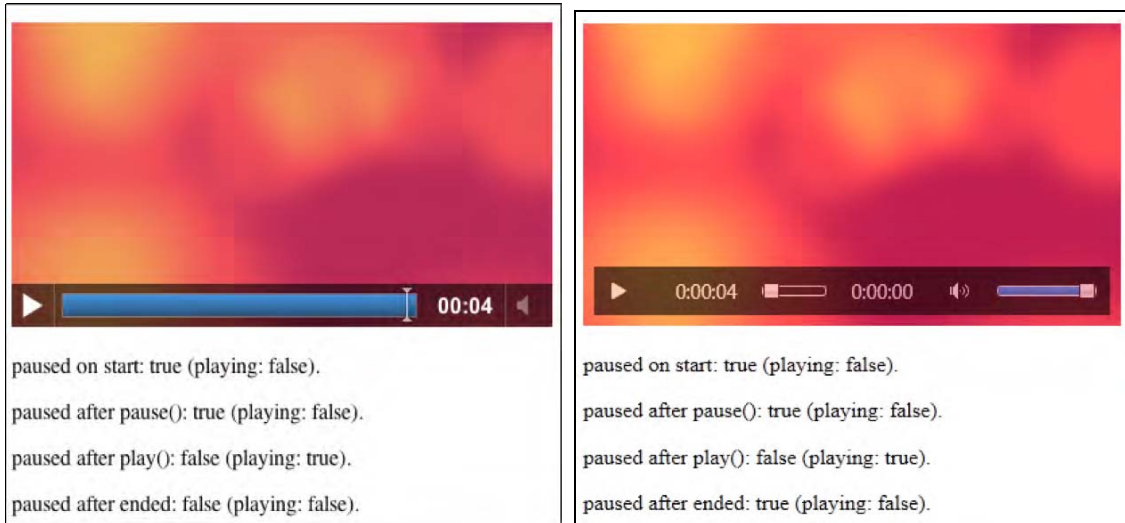 00:04
paused on start: true (playing: false).
paused after pause(): true (playing: false).
paused after play(): false (playing: true).
paused after ended: false (playing: false).
0:00:04 0:00:00
paused on start: true (playing: false).
paused after pause(): true (playing: false).
paused after play(): false (playing: true).
paused after ended: true (playing: false).